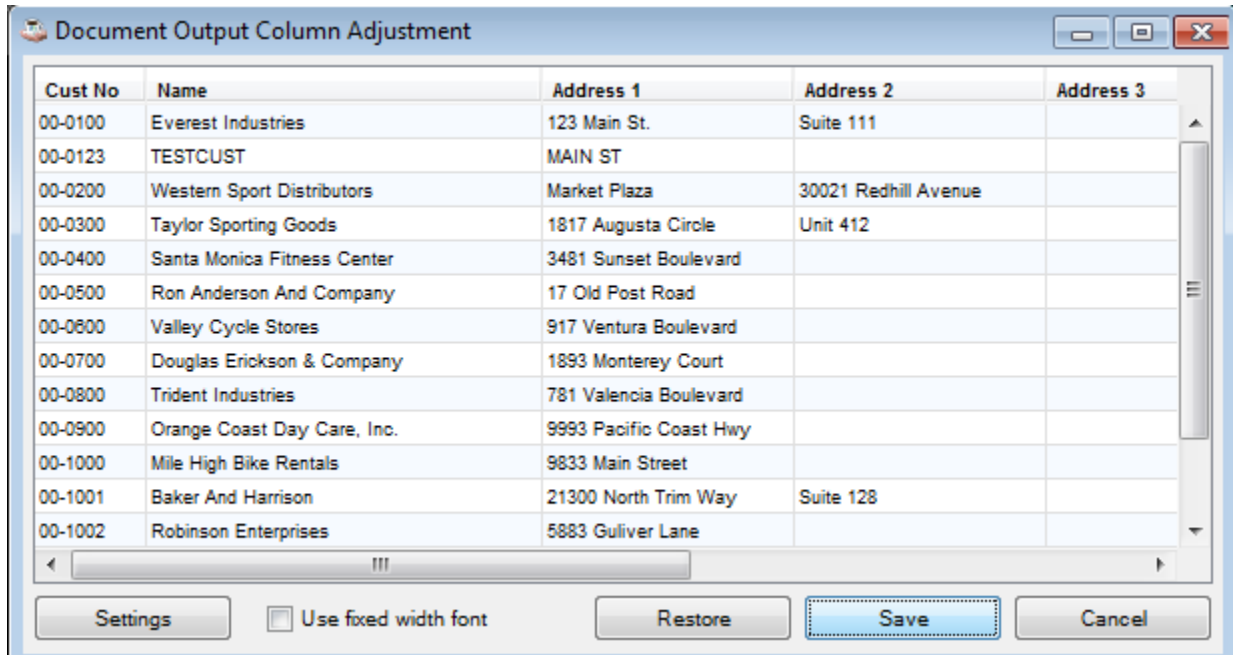 Document Output Column Adjustment
Cust No Name Address 1 Address 2 Address 3
00-0100 Everest Industries 123 Main St. Suite 111
00-0123 TESTCUST MAIN ST
00-0200 Western Sport Distributors Market Plaza 30021 Redhill Avenue
00-0300 Taylor Sporting Goods 1817 Augusta Circle Unit 412
00-0400 Santa Monica Fitness Center 3481 Sunset Boulevard
00-0500 Ron Anderson And Company 17 Old Post Road
00-0600 Valley Cycle Stores 917 Ventura Boulevard
00-0700 Douglas Erickson & Company 1893 Monterey Court
00-0800 Trident Industries 781 Valencia Boulevard
00-0900 Orange Coast Day Care, Inc. 9993 Pacific Coast Hwy
00-1000 Mile High Bike Rentals 9833 Main Street
00-1001 Baker And Harrison 21300 North Trim Way Suite 128
00-1002 Robinson Enterprises 5883 Guliver Lane
Settings Use fixed width font Restore Save Cancel